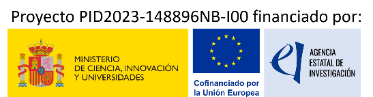 Proyecto PID2023-148896NB-I00 financiado por:
MINISTERIO
DE CIENCIA, INNOVACIÓN
Y UNIVERSIDADES
Cofinanciado por
la Unión Europea
AGENCIA
ESTATAL DE
INVESTIGACIÓN